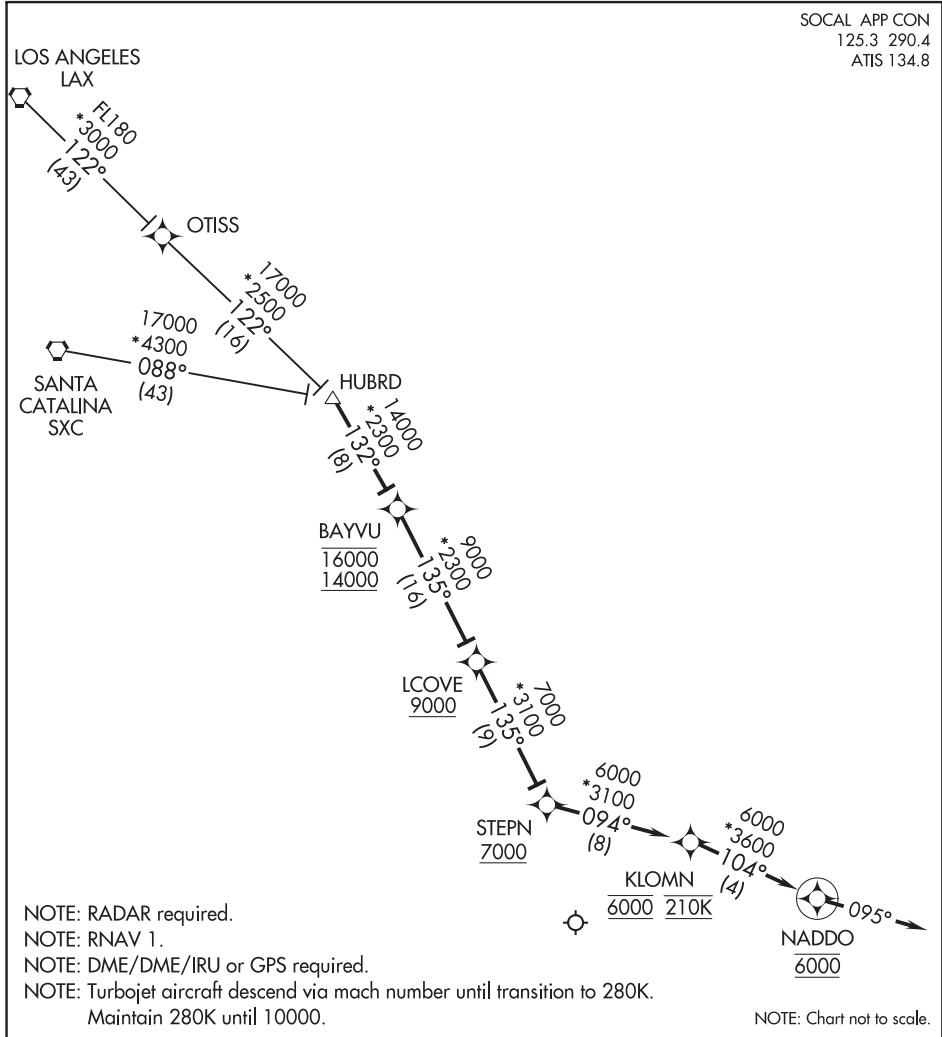 SOCAL APP CON
125.3 290.4
ATIS 134.8
LOS ANGELES
LAX
FL180
*3000
122°
(43)
OTISS
17000
*2500
122°
(16)
17000
*4300
088°
(43)
SANTA
CATALINA
SXC
HUBRD
14000
*2300
132°
(8)
BAYVU
16000
14000
9000
*2300
135°
(16)
LCOVE
9000
7000
*3100
135°
(9)
STEPN
7000
6000
*3100
094°
(8)
KLOMN
6000 210K
6000
*3600
104°
(4)
NADDO
6000
095°
NOTE: RADAR required.
NOTE: RNAV 1.
NOTE: DME/DME/IRU or GPS required.
NOTE: Turbojet aircraft descend via mach number until transition to 280K.
Maintain 280K until 10000.
NOTE: Chart not to scale.